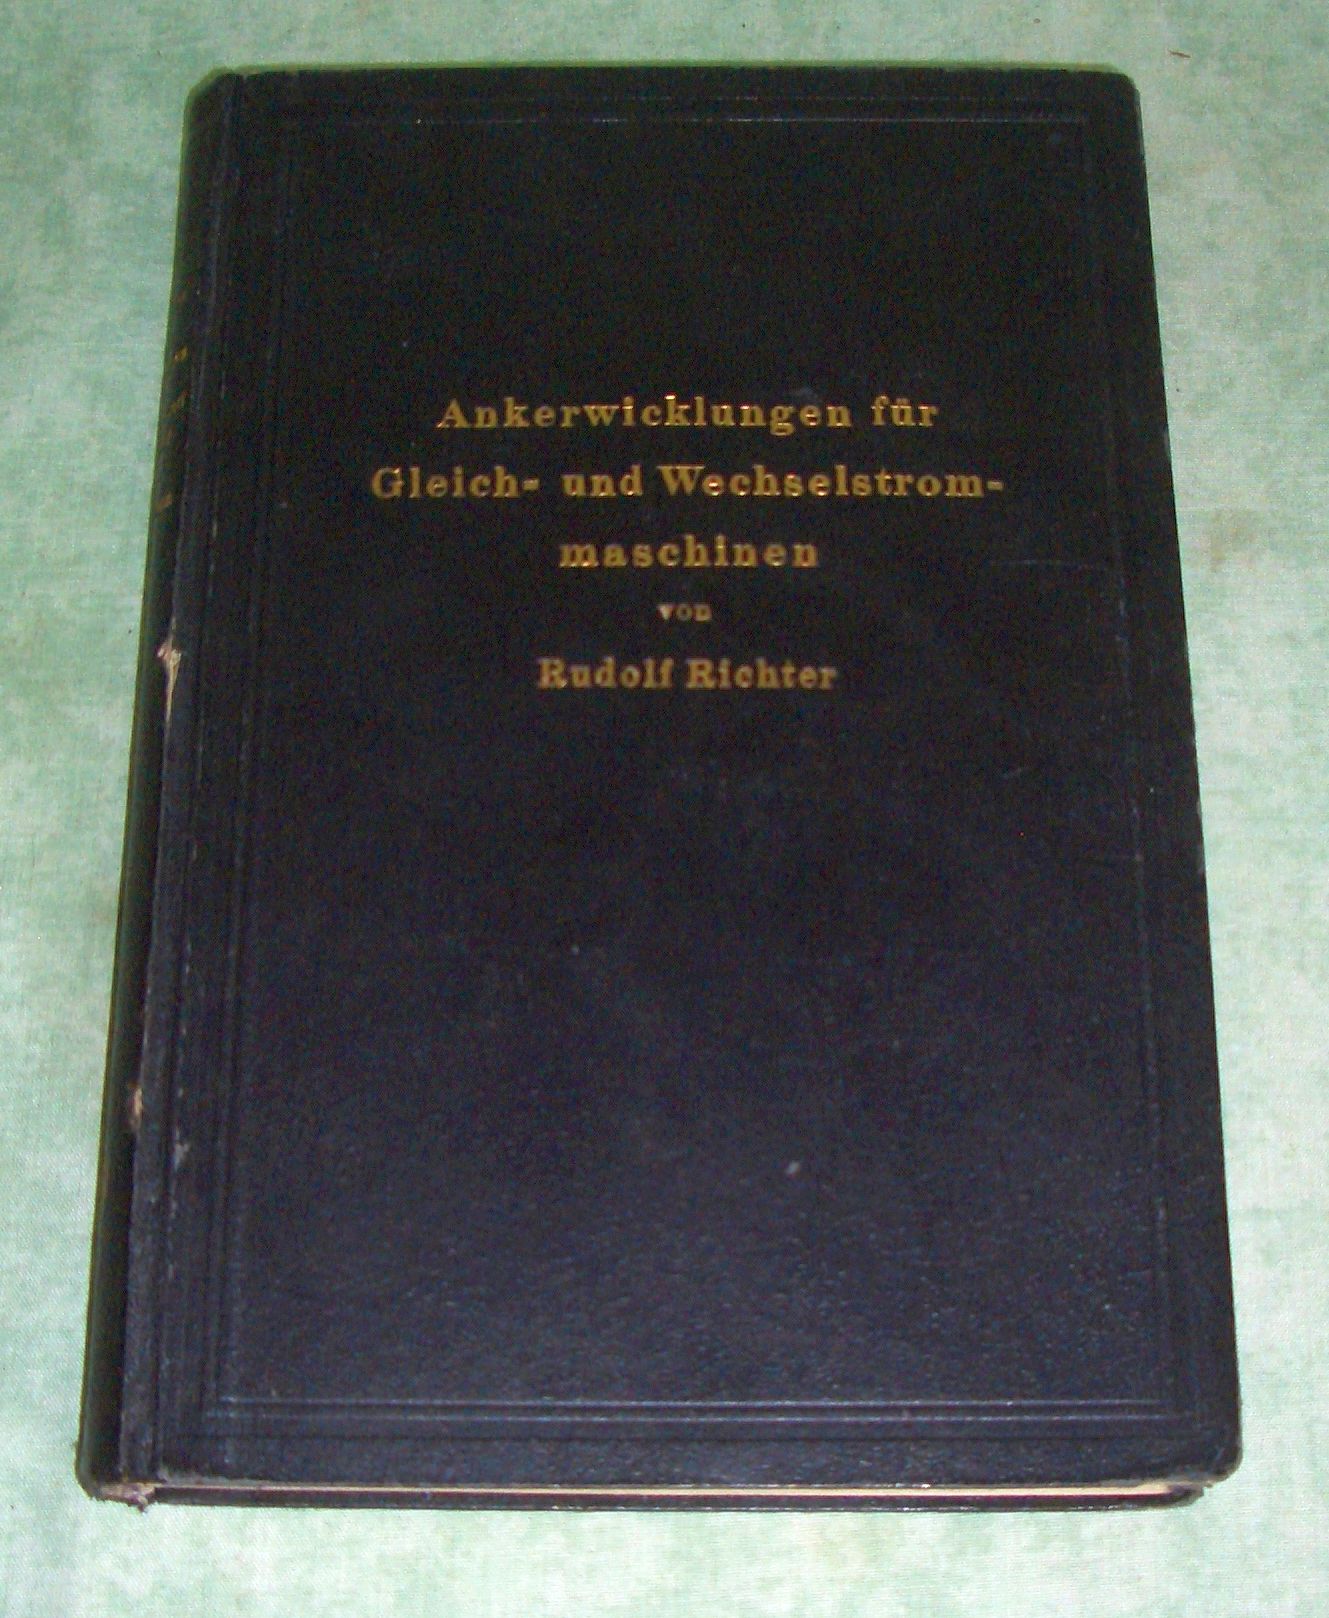 Ankerwicklungen für
Gleich- und Wechselstrom-
maschinen
von
Rudolf Richter